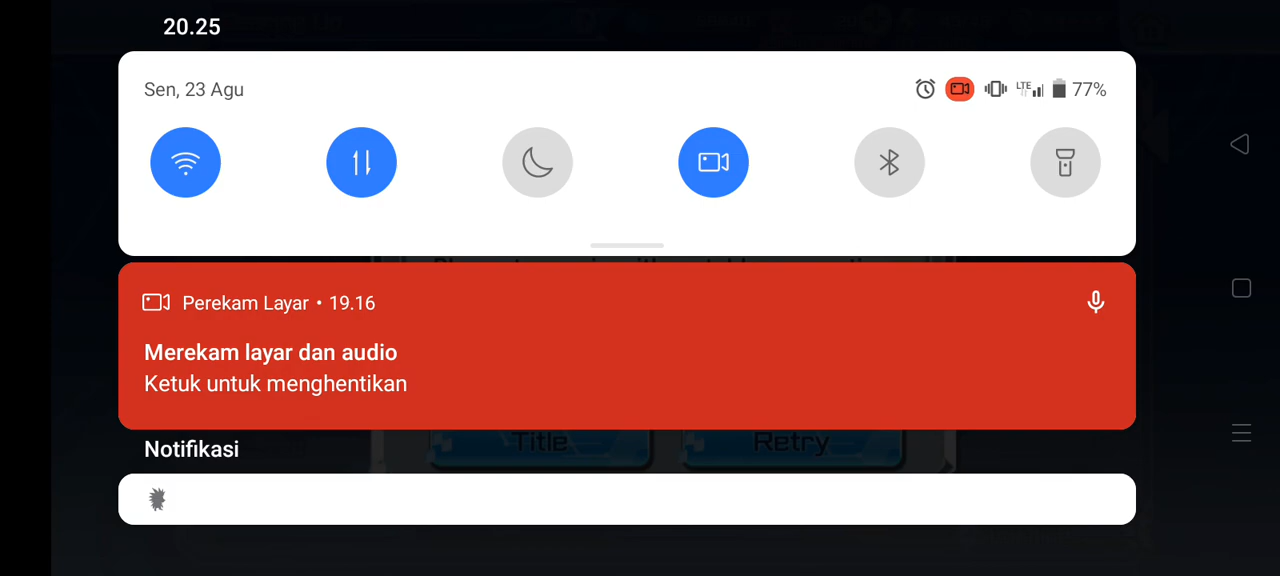 20.25
Sen, 23 Agu
LTE
77%
Perekam Layar • 19.16
Merekam layar dan audio
Ketuk untuk menghentikan
Title
Retry
Notifikasi